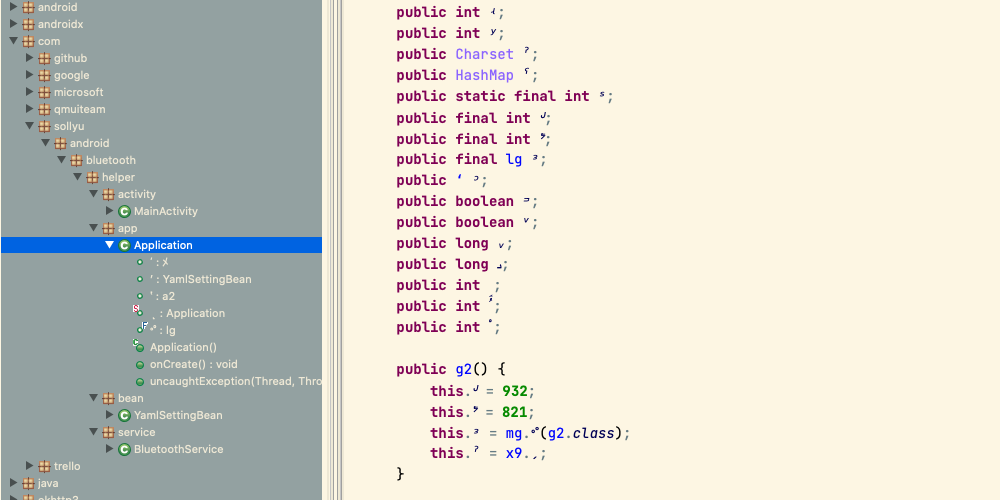 android
androidx
com
github
google
microsoft
qmuiteam
sollyu
android
bluetooth
helper
activity
MainActivity
app
Application
: YamlSettingBean
: a2
: Application
: lg
Application()
onCreate() : void
uncaughtException(Thread, Thro
bean
YamlSettingBean
service
BluetoothService
trello
java
public int ;
public int ;
public Charset ;
public HashMap ;
public static final int ;
public final int ;
public final int ;
public final lg ;
public ;
public boolean ;
public boolean ;
public long ;
public long ;
public int ;
public int ;
public int ;
public g2() {
this. = 932;
this. = 821;
this. = mg. (g2.class);
this. = x9. ;
}